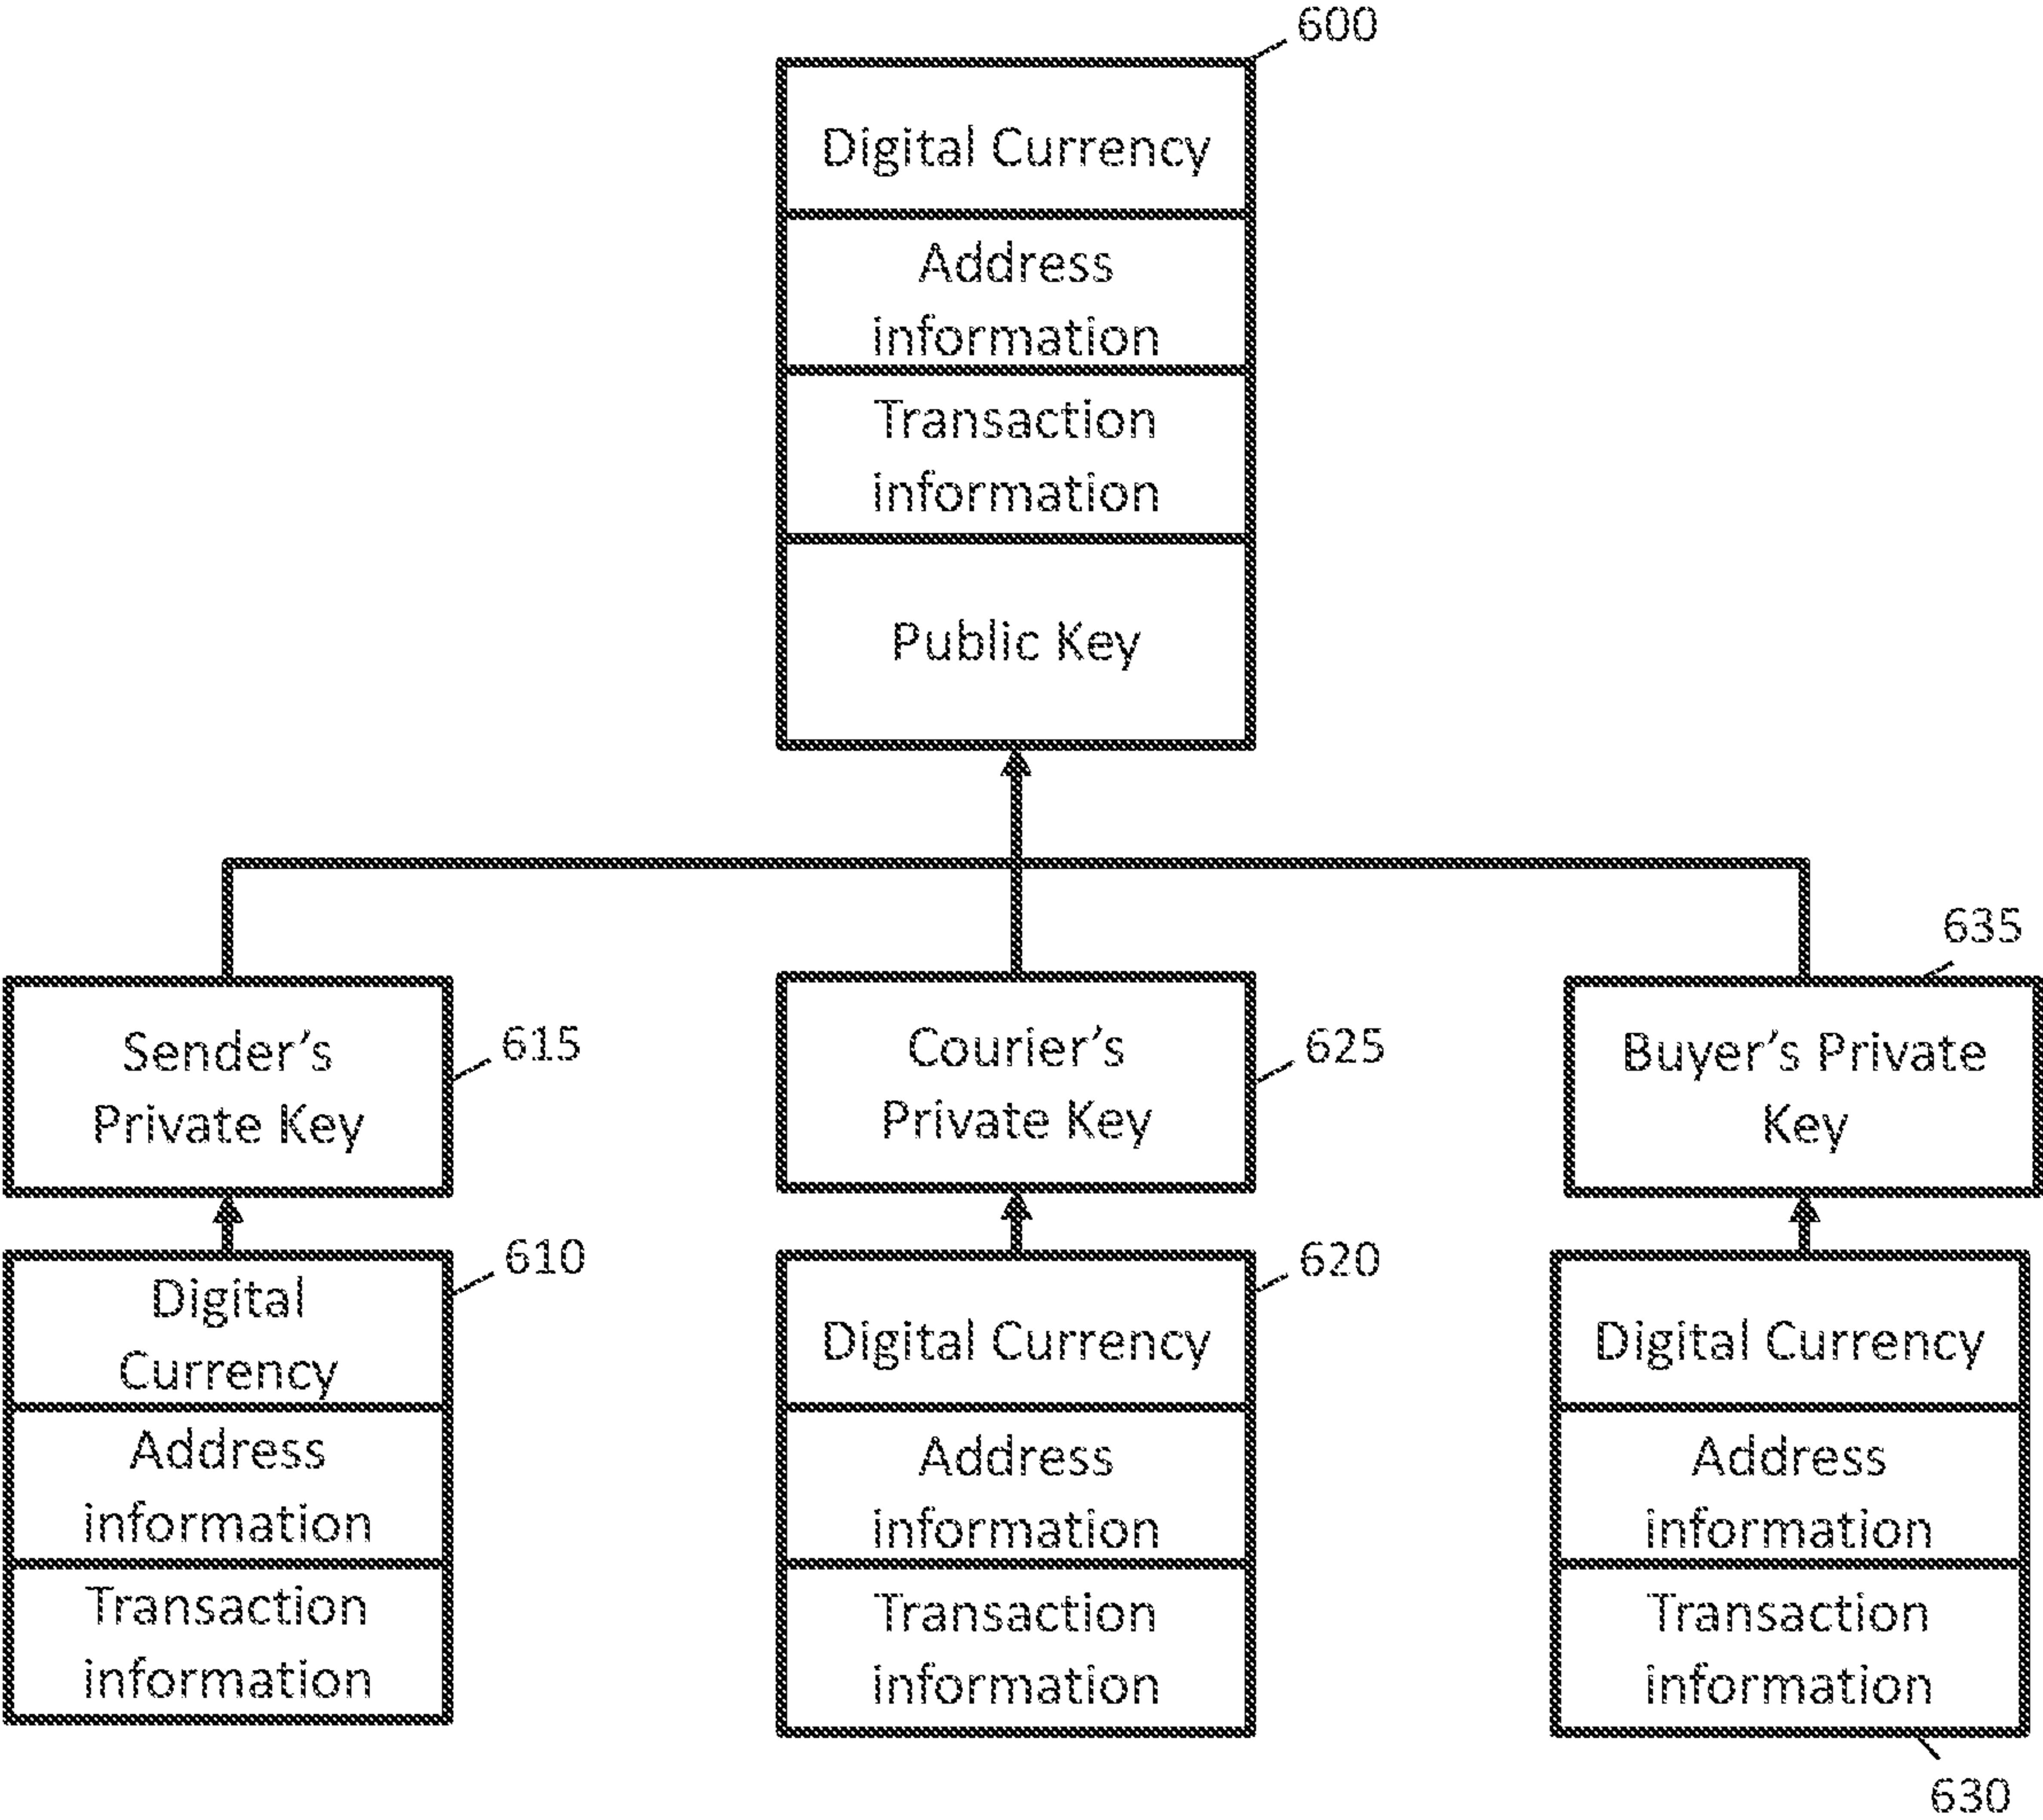 600
Digital Currency
Address
information
Transaction
information
Public Key
635
Sender's
Private Key
615
Courier's
Private Key
625
Buyer's Private
Key
610
Digital
Currency
Address
information
Transaction
information
620
Digital Currency
Address
information
Transaction
information
Digital Currency
Address
information
Transaction
information
630